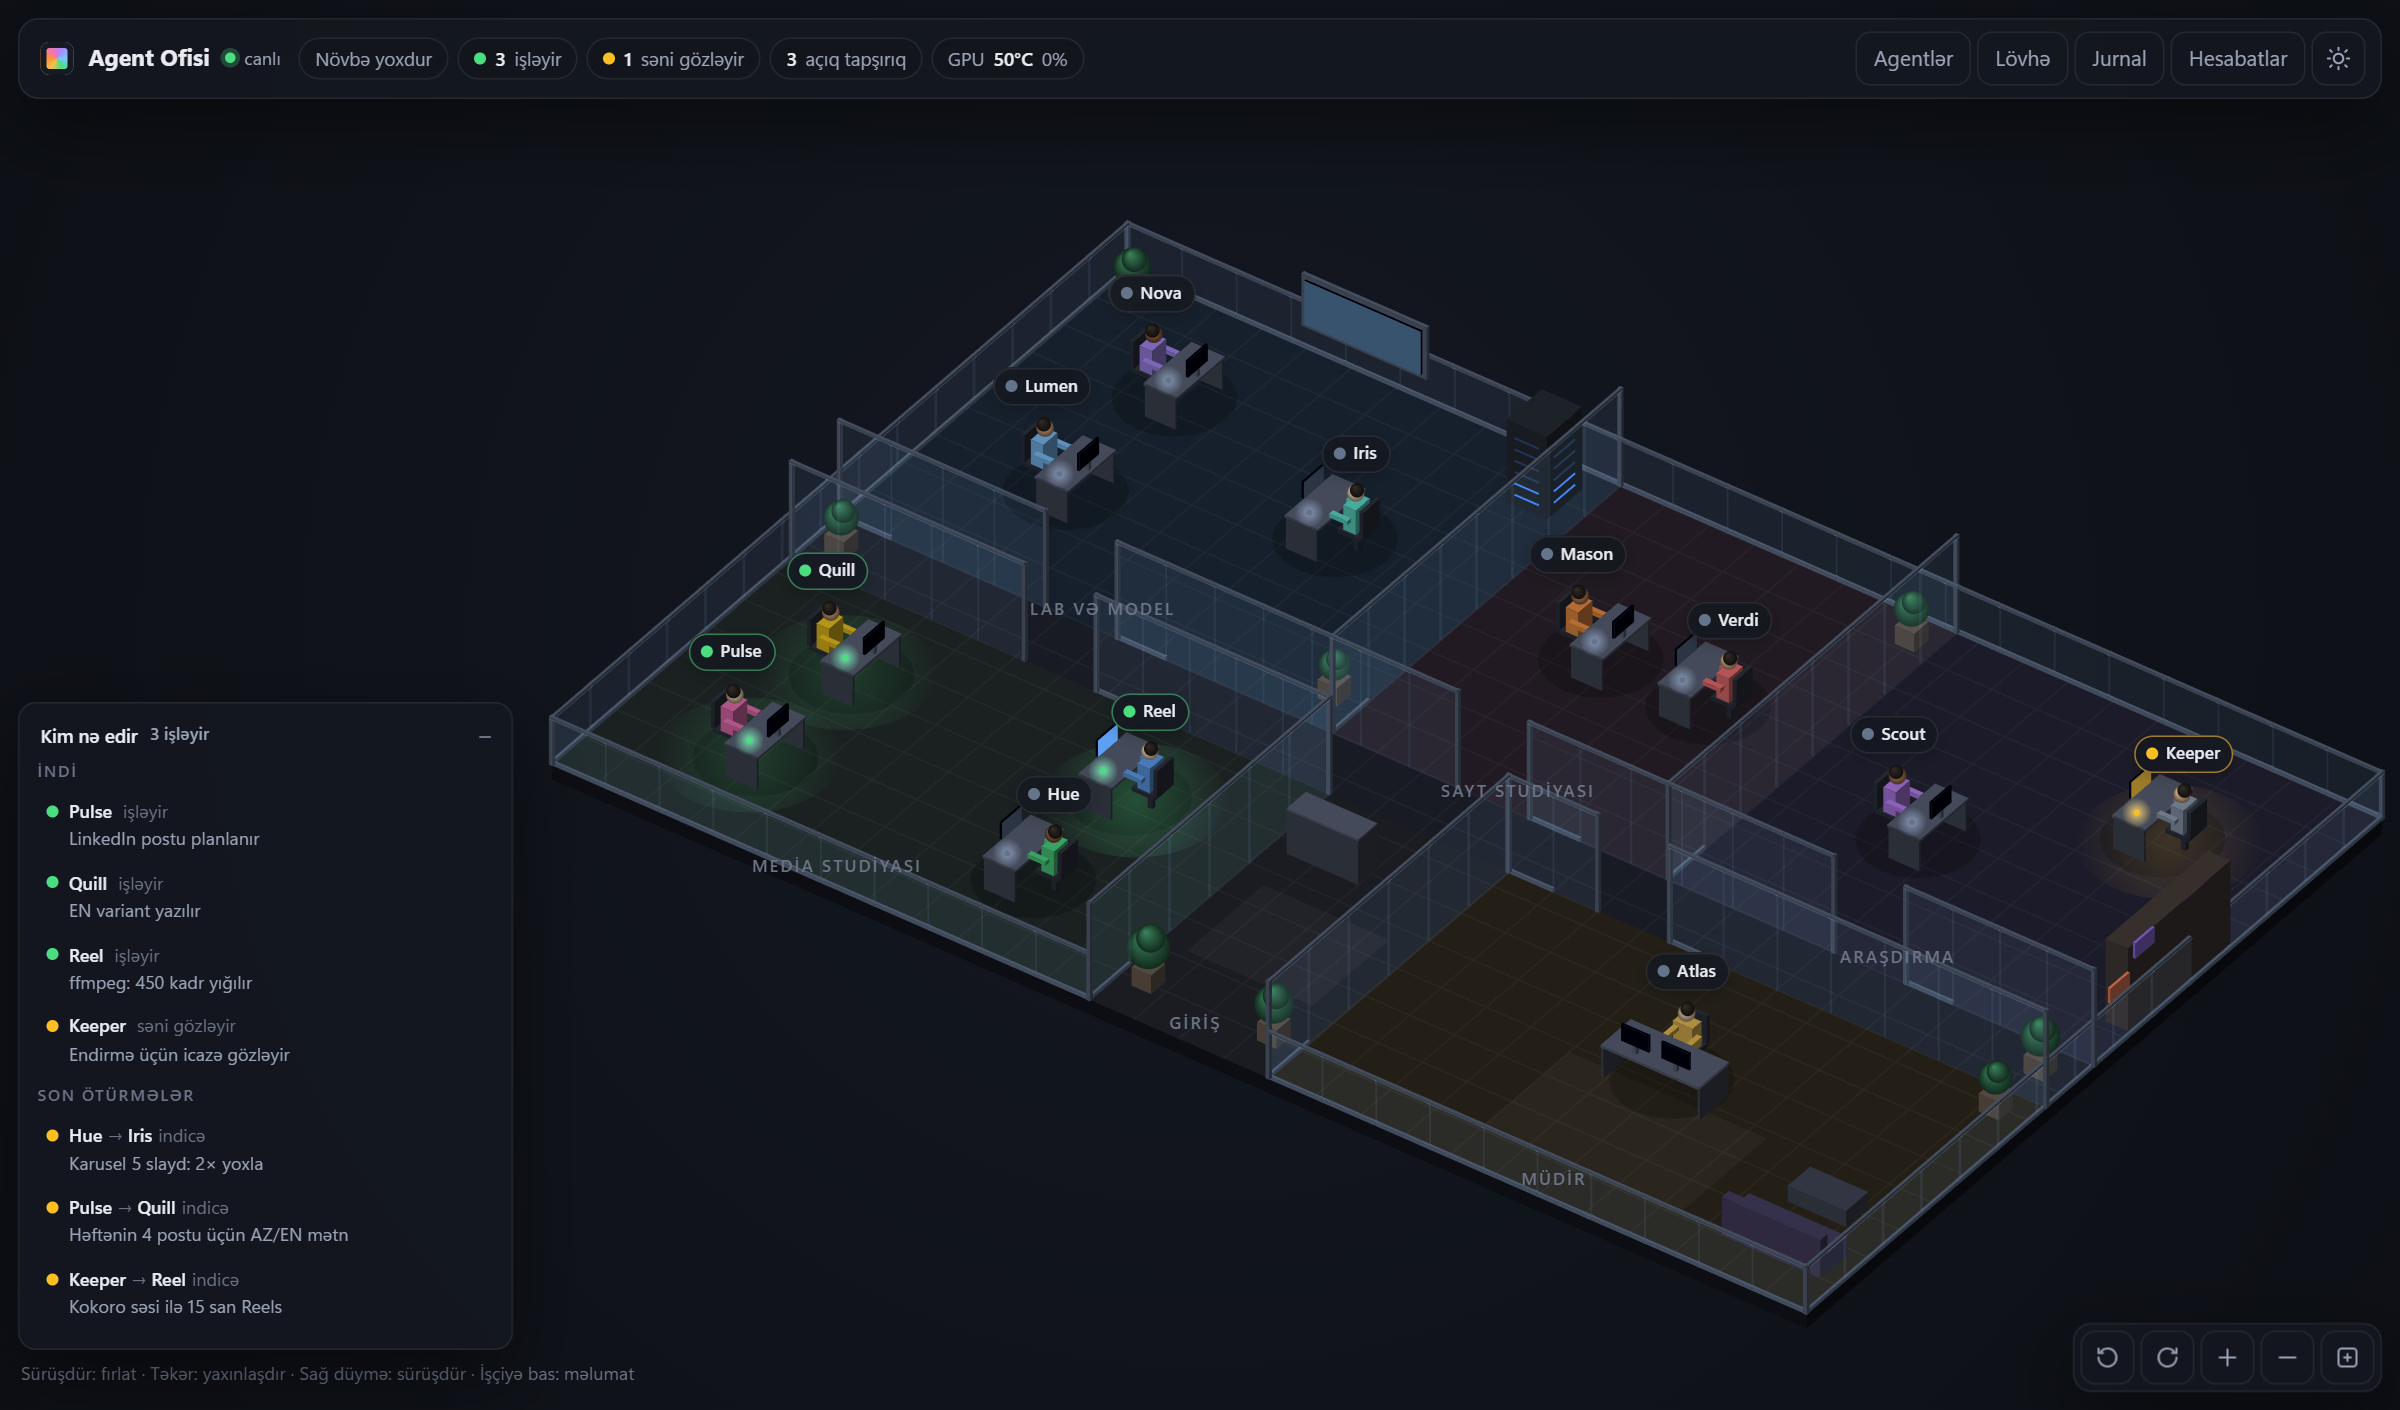 Agent Ofisi canlı Növbə yoxdur 3 işləyir 1 səni gözləyir 3 açıq tapşırıq GPU 50°C 0% Agentlər Lövhə Jurnal Hesabatlar
Nova
Lumen
Iris
Mason
Quill
LAB VƏ MODEL
Verdi
Pulse
Reel
Scout
Keeper
Hue
SAYT STUDİYASI
MEDİA STUDİYASI
ARAŞDIRMA
Atlas
GİRİŞ
MÜDİR
Kim nə edir 3 işləyir
İNDİ
Pulse işləyir
LinkedIn postu planlanır
Quill işləyir
EN variant yazılır
Reel işləyir
ffmpeg: 450 kadr yığılır
Keeper səni gözləyir
Endirmə üçün icazə gözləyir
SON ÖTÜRMƏLƏR
Hue → Iris indicə
Karusel 5 slayd: 2× yoxla
Pulse → Quill indicə
Həftənin 4 postu üçün AZ/EN mətn
Keeper → Reel indicə
Kokoro səsi ilə 15 san Reels
Sürüşdür: fırlat · Təkər: yaxınlaşdır · Sağ düymə: sürüşdür · İşçiyə bas: məlumat